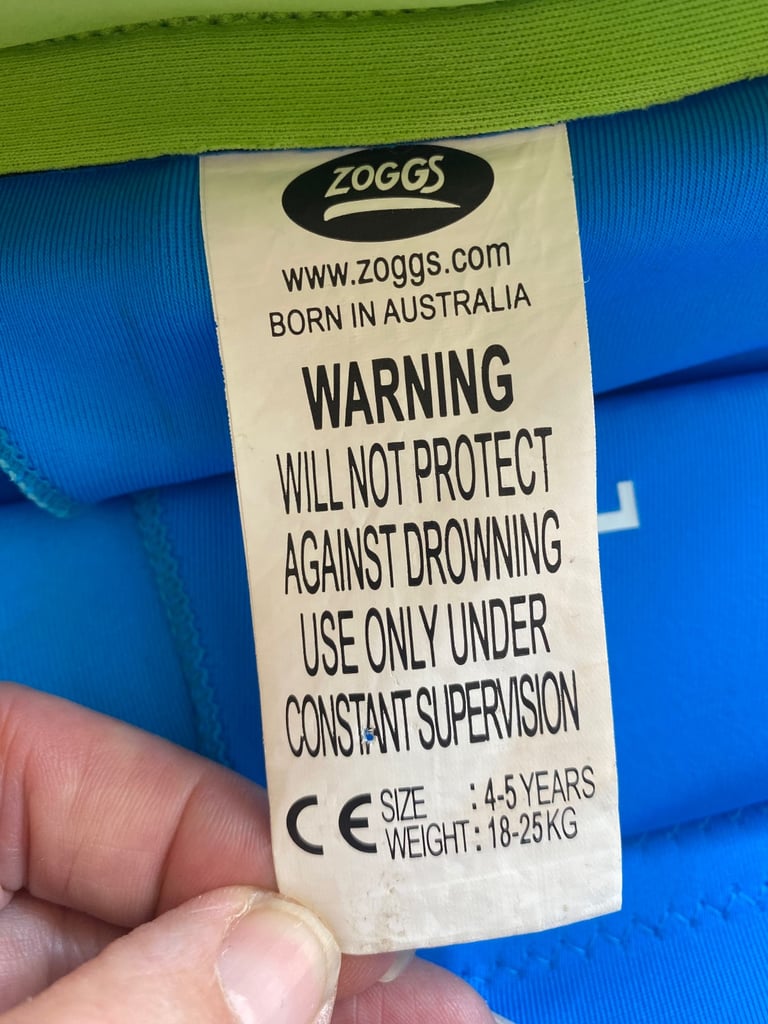 ZOGGS
www.zoggs.com
BORN IN AUSTRALIA
WARNING
WILL NOT PROTECT
AGAINST DROWNING
USE ONLY UNDER
CONSTANT SUPERVISION
CE SIZE : 4-5 YEARS
WEIGHT : 18-25KG